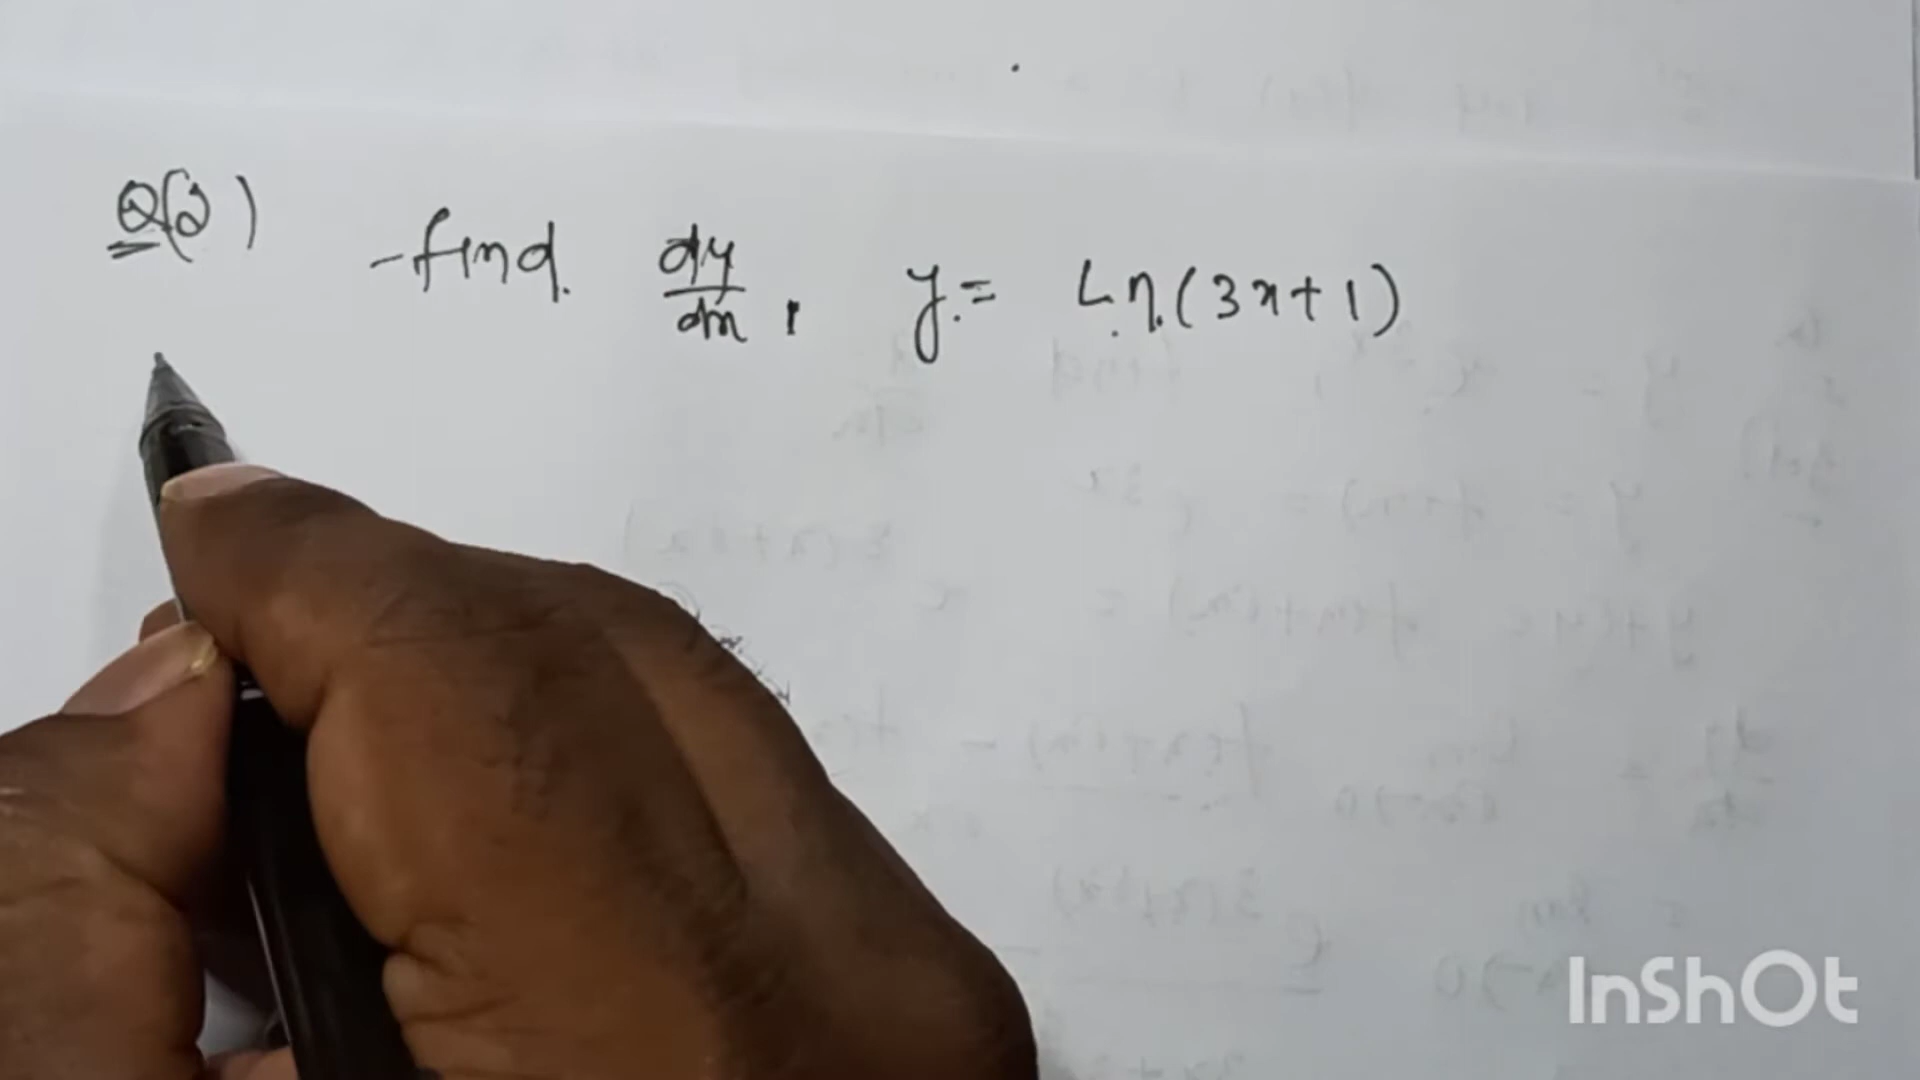 Q(2) find dy/dx, y = Ln(3x+1)
InShOt